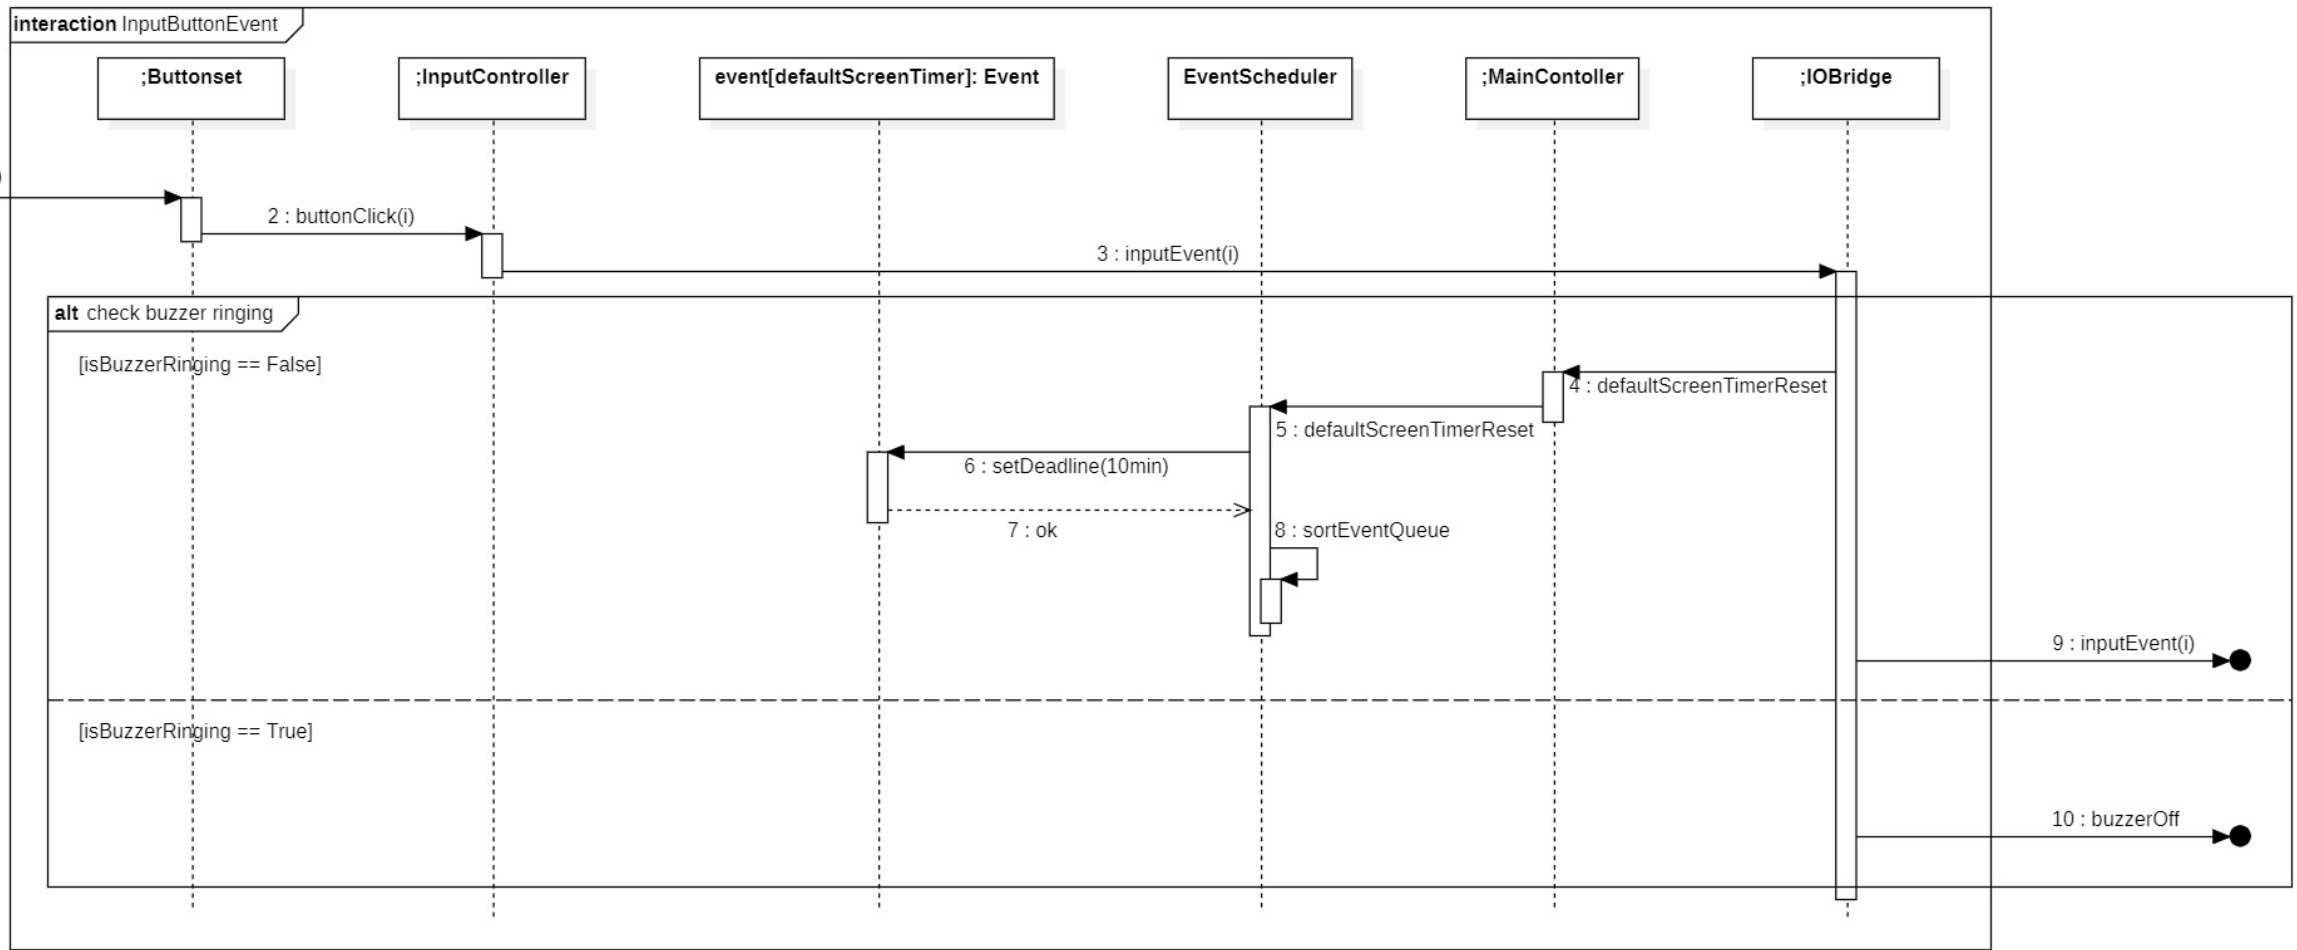 interaction InputButtonEvent
;Buttonset
;InputController
event[defaultScreenTimer]: Event
EventScheduler
;MainContoller
;IOBridge
)
2 : buttonClick(i)
3 : inputEvent(i)
alt check buzzer ringing
[isBuzzerRinging == False]
4 : defaultScreenTimerReset
5 : defaultScreenTimerReset
6 : setDeadline(10min)
7 : ok
8 : sortEventQueue
9 : inputEvent(i)
[isBuzzerRinging == True]
10 : buzzerOff